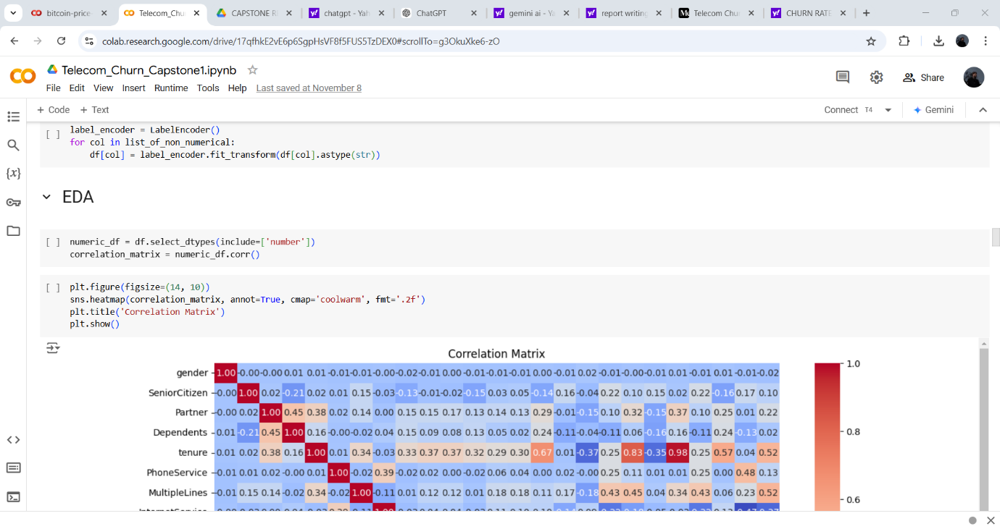 bitcoin-price-
Telecom_Chu
CAPSTONE R
chatgpt - Yah
ChatGPT
gemini ai - Ya
report writing
Telecom Chu
CHURN RATE
colab.research.google.com/drive/17qfhkE2vE6p6SgpHsVF8f5FUS5TzDEX0#scrollTo=g3OkuXke6-zO
Telecom_Churn_Capstone1.ipynb
Share
File Edit View Insert Runtime Tools Help Last saved at November 8
+ Code + Text
Connect T4
Gemini
[ ] label_encoder = LabelEncoder()
for col in list_of_non_numerical:
df[col] = label_encoder.fit_transform(df[col].astype(str))
EDA
[ ] numeric_df = df.select_dtypes(include=['number'])
correlation_matrix = numeric_df.corr()
[ ] plt.figure(figsize=(14, 10))
sns.heatmap(correlation_matrix, annot=True, cmap='coolwarm', fmt='.2f')
plt.title('Correlation Matrix')
plt.show()
Correlation Matrix
gender 1.00 -0.00 -0.00 0.01 0.01 -0.01 -0.01 -0.00 -0.02 -0.01 0.00 -0.01 -0.01 -0.01 0.00 -0.01 0.02 -0.01 -0.00 -0.01 0.01 -0.01 0.01 -0.01 -0.02
SeniorCitizen -0.00 1.00 0.02 -0.21 0.02 0.01 0.15 -0.03 -0.13 -0.01 -0.02 -0.15 0.03 0.05 -0.14 0.16 -0.04 0.22 0.10 0.15 0.02 0.22 -0.16 0.17 0.10
Partner -0.00 0.02 1.00 0.45 0.38 0.02 0.14 0.00 0.15 0.15 0.17 0.13 0.14 0.13 0.29 -0.01 -0.15 0.10 0.32 -0.15 0.37 0.10 0.25 0.01 0.22
Dependents 0.01 -0.21 0.45 1.00 0.16 -0.00 -0.02 0.04 0.15 0.09 0.08 0.13 0.05 0.02 0.24 -0.11 -0.04 -0.11 0.06 -0.16 0.16 -0.11 0.24 -0.13 0.02
tenure 0.01 0.02 0.38 0.16 1.00 0.01 0.34 -0.03 0.33 0.37 0.37 0.32 0.29 0.30 0.67 0.01 -0.37 0.25 0.83 -0.35 0.98 0.25 0.57 0.04 0.52
PhoneService -0.01 0.01 0.02 -0.00 0.01 1.00 -0.02 0.39 -0.02 0.02 0.00 -0.02 0.06 0.04 0.00 0.02 -0.00 0.25 0.11 0.01 0.01 0.25 0.00 0.48 0.13
MultipleLines -0.01 0.15 0.14 -0.02 0.34 -0.02 1.00 -0.11 0.01 0.12 0.12 0.01 0.18 0.18 0.11 0.17 -0.18 0.43 0.45 0.04 0.34 0.43 0.06 0.23 0.52
1.0
0.8
0.6